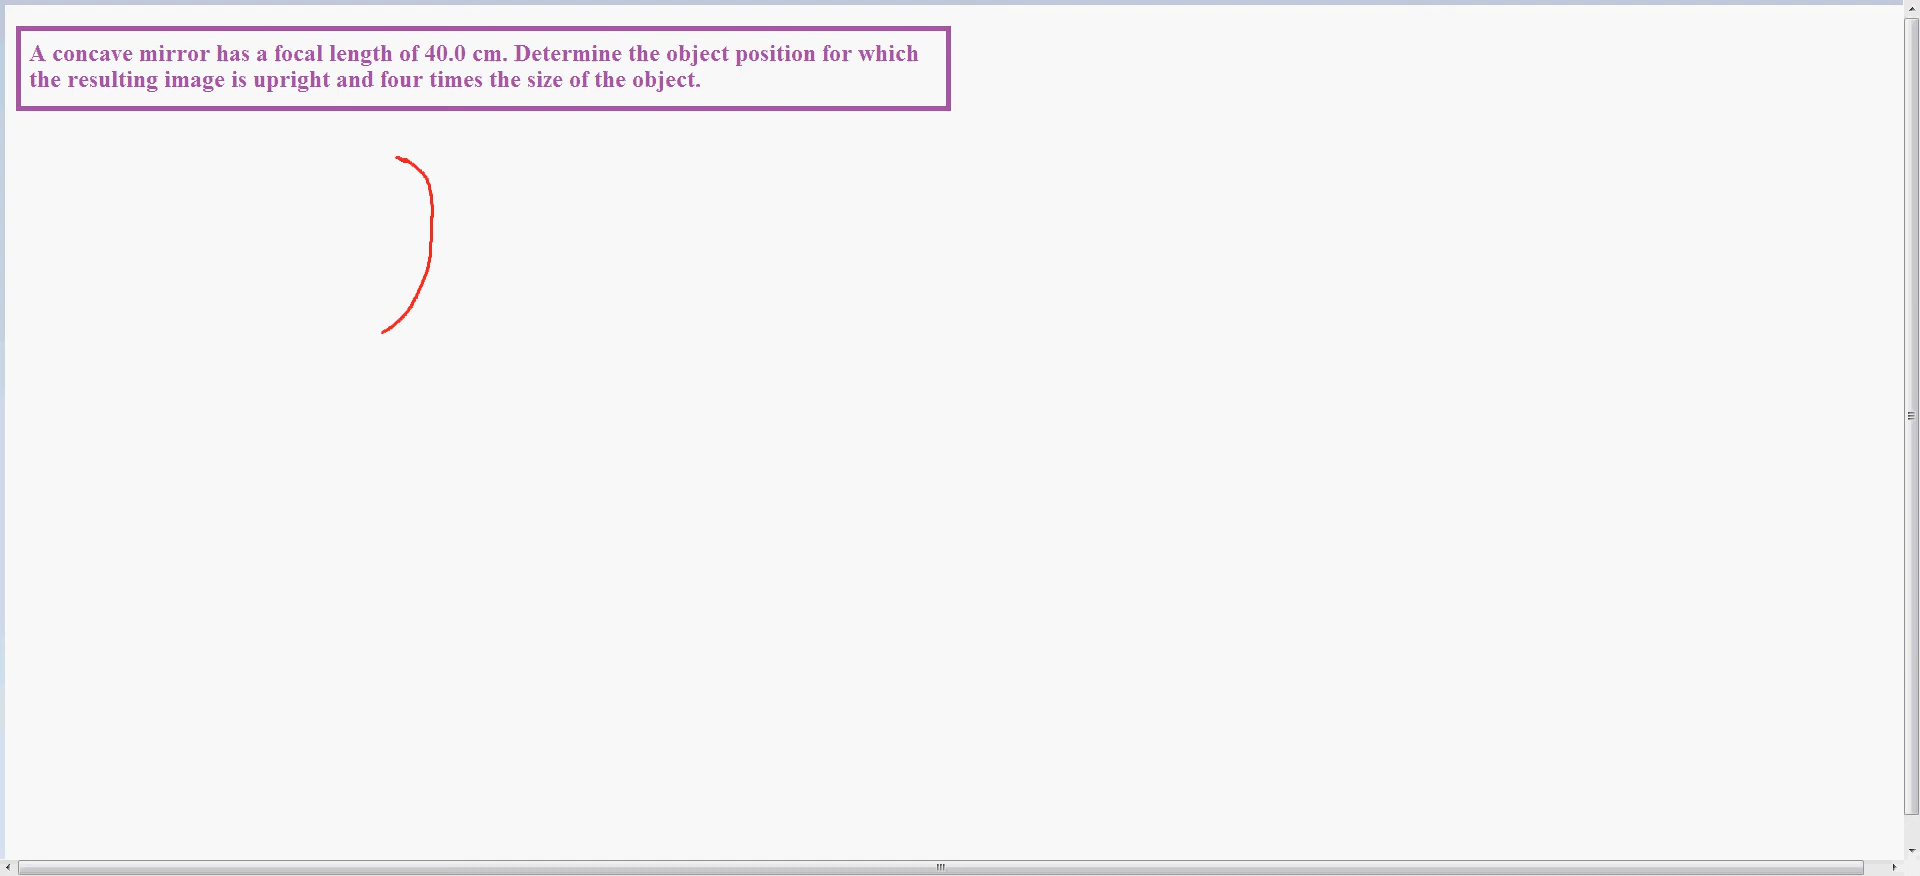 A concave mirror has a focal length of 40.0 cm. Determine the object position for which
the resulting image is upright and four times the size of the object.